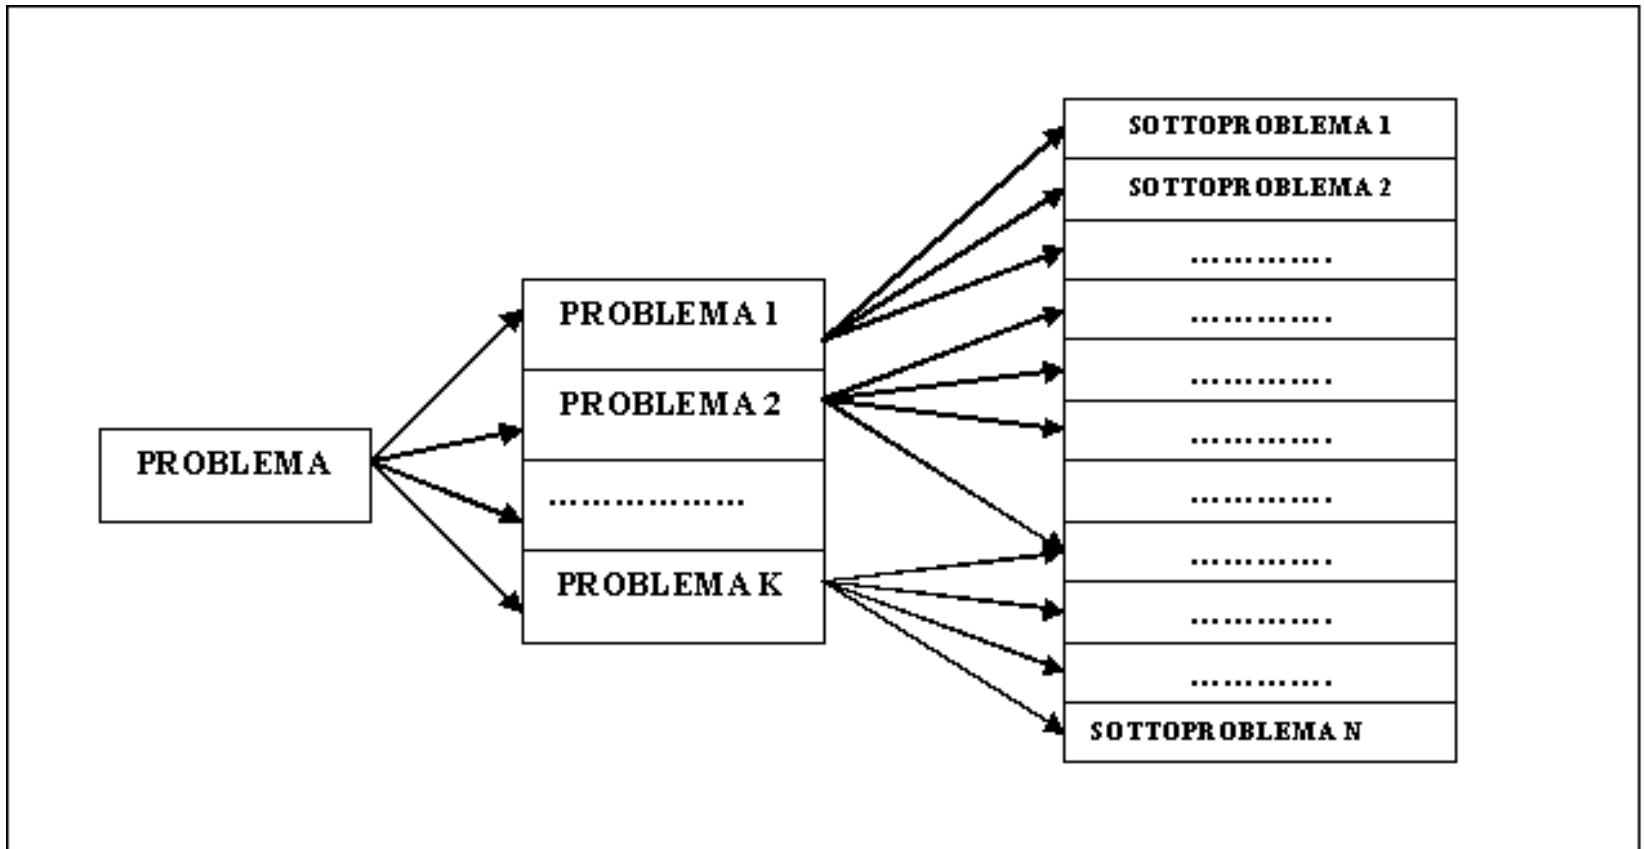 PROBLEMA
PROBLEMA 1
PROBLEMA 2
..................
PROBLEMA K
SOTTOPROBLEMA 1
SOTTOPROBLEMA 2
.............
.............
.............
.............
.............
.............
.............
.............
SOTTOPROBLEMA N